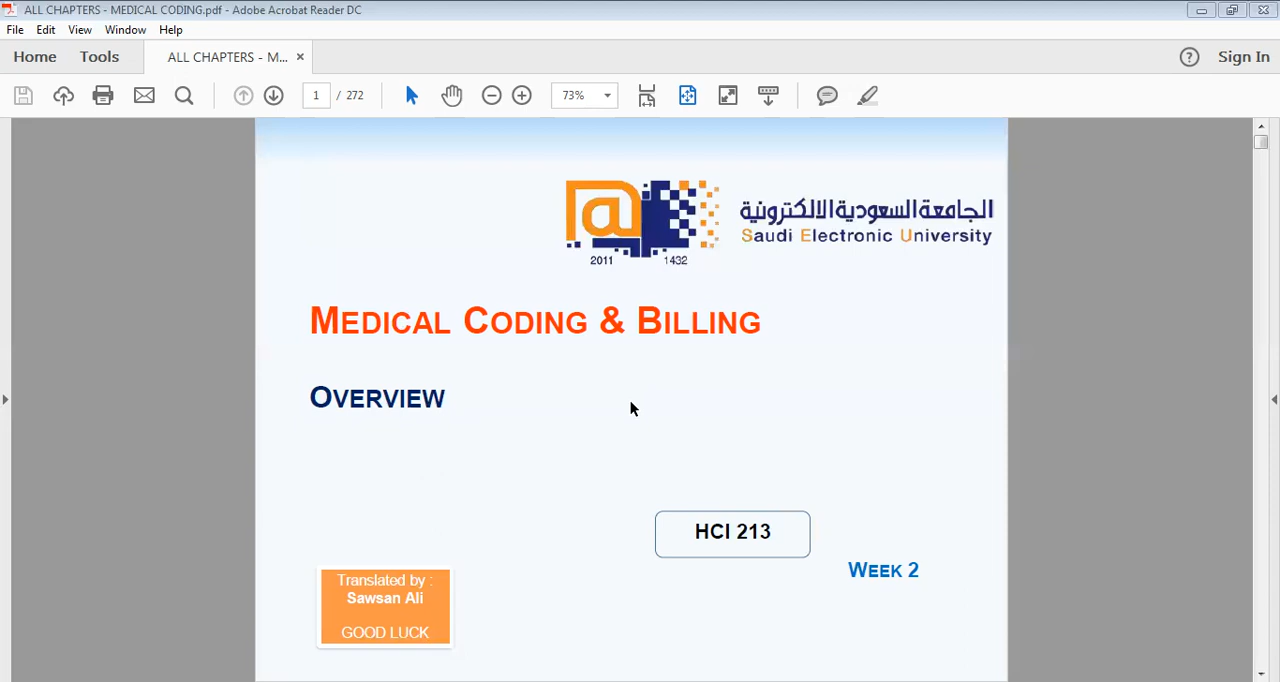 ALL CHAPTERS - MEDICAL CODING.pdf - Adobe Acrobat Reader DC
File Edit View Window Help
Home Tools ALL CHAPTERS - M... × ? Sign In
1 / 272 73%
الجامعة السعودية الالكترونية
Saudi Electronic University
2011 1432
MEDICAL CODING & BILLING
OVERVIEW
HCI 213
WEEK 2
Translated by :
Sawsan Ali
GOOD LUCK